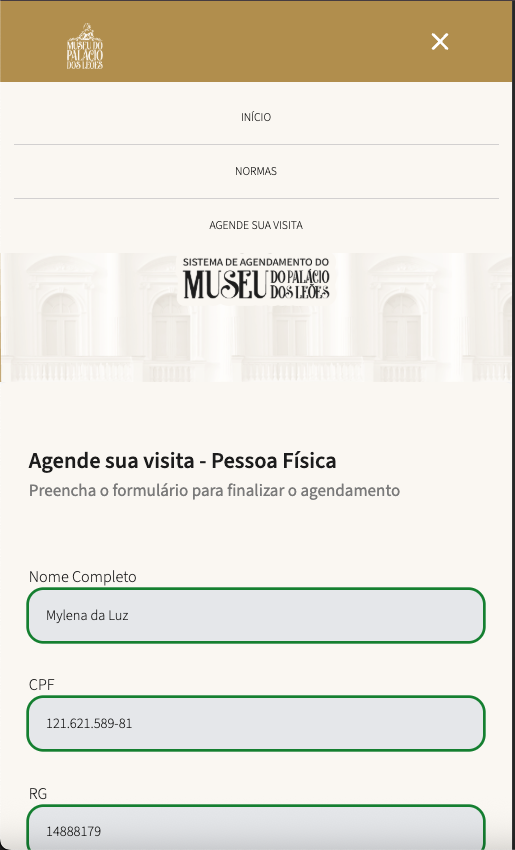 MUSEU DO
PALÁCIO
DOS LEÕES
INÍCIO
NORMAS
AGENDE SUA VISITA
SISTEMA DE AGENDAMENTO DO
MUSEU DO PALÁCIO
DOS LEÕES
Agende sua visita - Pessoa Física
Preencha o formulário para finalizar o agendamento
Nome Completo
Mylena da Luz
CPF
121.621.589-81
RG
14888179